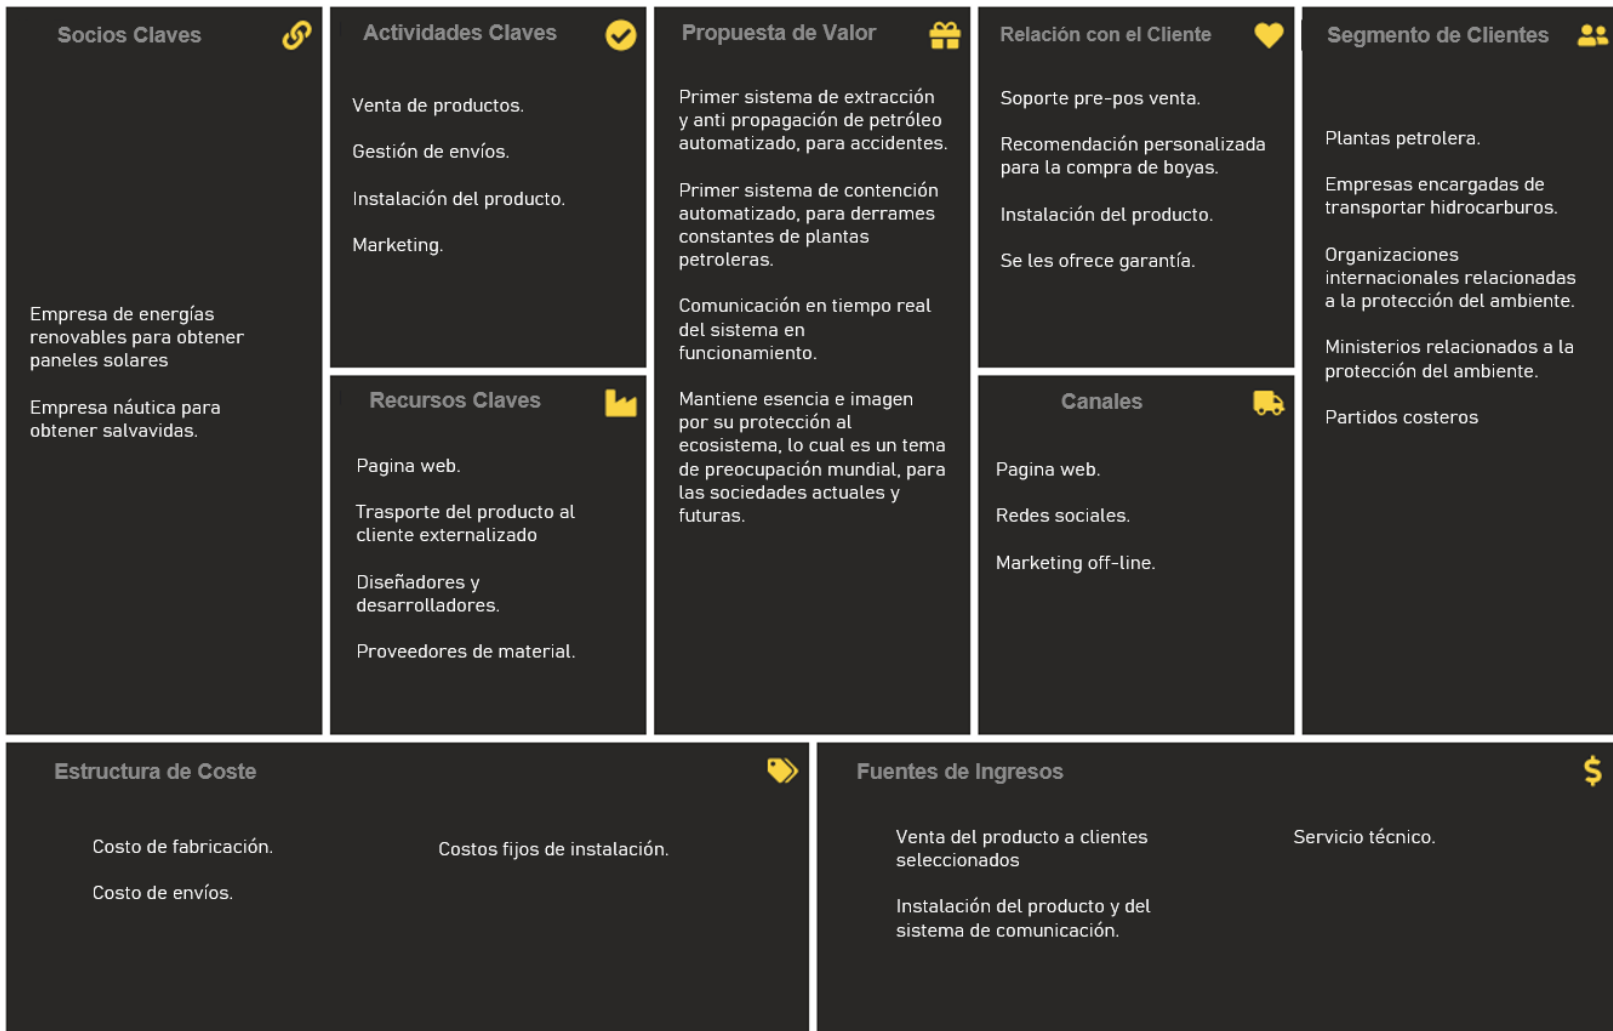 Socios Claves
Empresa de energías
renovables para obtener
paneles solares
Empresa náutica para
obtener salvavidas.
Actividades Claves
Venta de productos.
Gestión de envíos.
Instalación del producto.
Marketing.
Recursos Claves
Pagina web.
Trasporte del producto al
cliente externalizado
Diseñadores y
desarrolladores.
Proveedores de material.
Propuesta de Valor
Primer sistema de extracción
y anti propagación de petróleo
automatizado, para accidentes.
Primer sistema de contención
automatizado, para derrames
constantes de plantas
petroleras.
Comunicación en tiempo real
del sistema en
funcionamiento.
Mantiene esencia e imagen
por su protección al
ecosistema, lo cual es un tema
de preocupación mundial, para
las sociedades actuales y
futuras.
Relación con el Cliente
Soporte pre-pos venta.
Recomendación personalizada
para la compra de boyas.
Instalación del producto.
Se les ofrece garantía.
Canales
Pagina web.
Redes sociales.
Marketing off-line.
Segmento de Clientes
Plantas petrolera.
Empresas encargadas de
transportar hidrocarburos.
Organizaciones
internacionales relacionadas
a la protección del ambiente.
Ministerios relacionados a la
protección del ambiente.
Partidos costeros
Estructura de Coste
Costo de fabricación.
Costo de envíos.
Costos fijos de instalación.
Fuentes de Ingresos
Venta del producto a clientes
seleccionados
Instalación del producto y del
sistema de comunicación.
Servicio técnico.